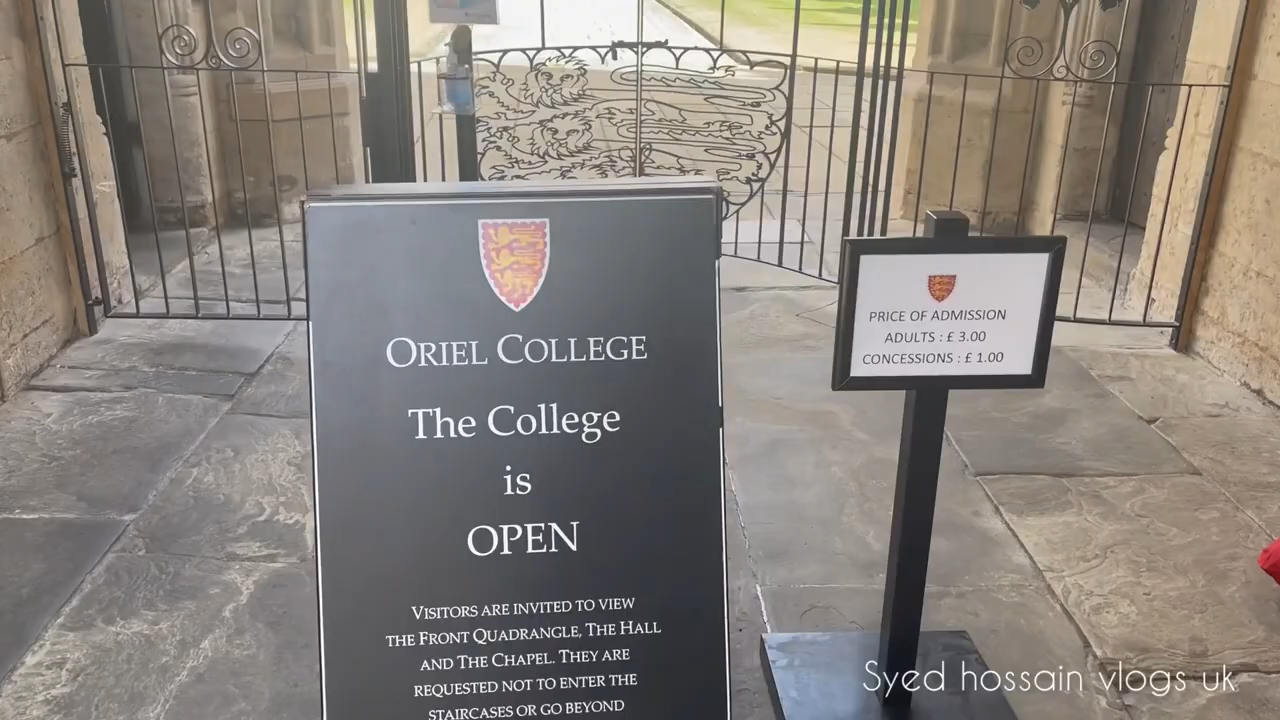 ORIEL COLLEGE
The College
is
OPEN
VISITORS ARE INVITED TO VIEW
THE FRONT QUADRANGLE, THE HALL
AND THE CHAPEL. THEY ARE
REQUESTED NOT TO ENTER THE
STAIRCASES OR GO BEYOND
PRICE OF ADMISSION
ADULTS : £ 3.00
CONCESSIONS : £ 1.00
Syed hossain vlogs uk